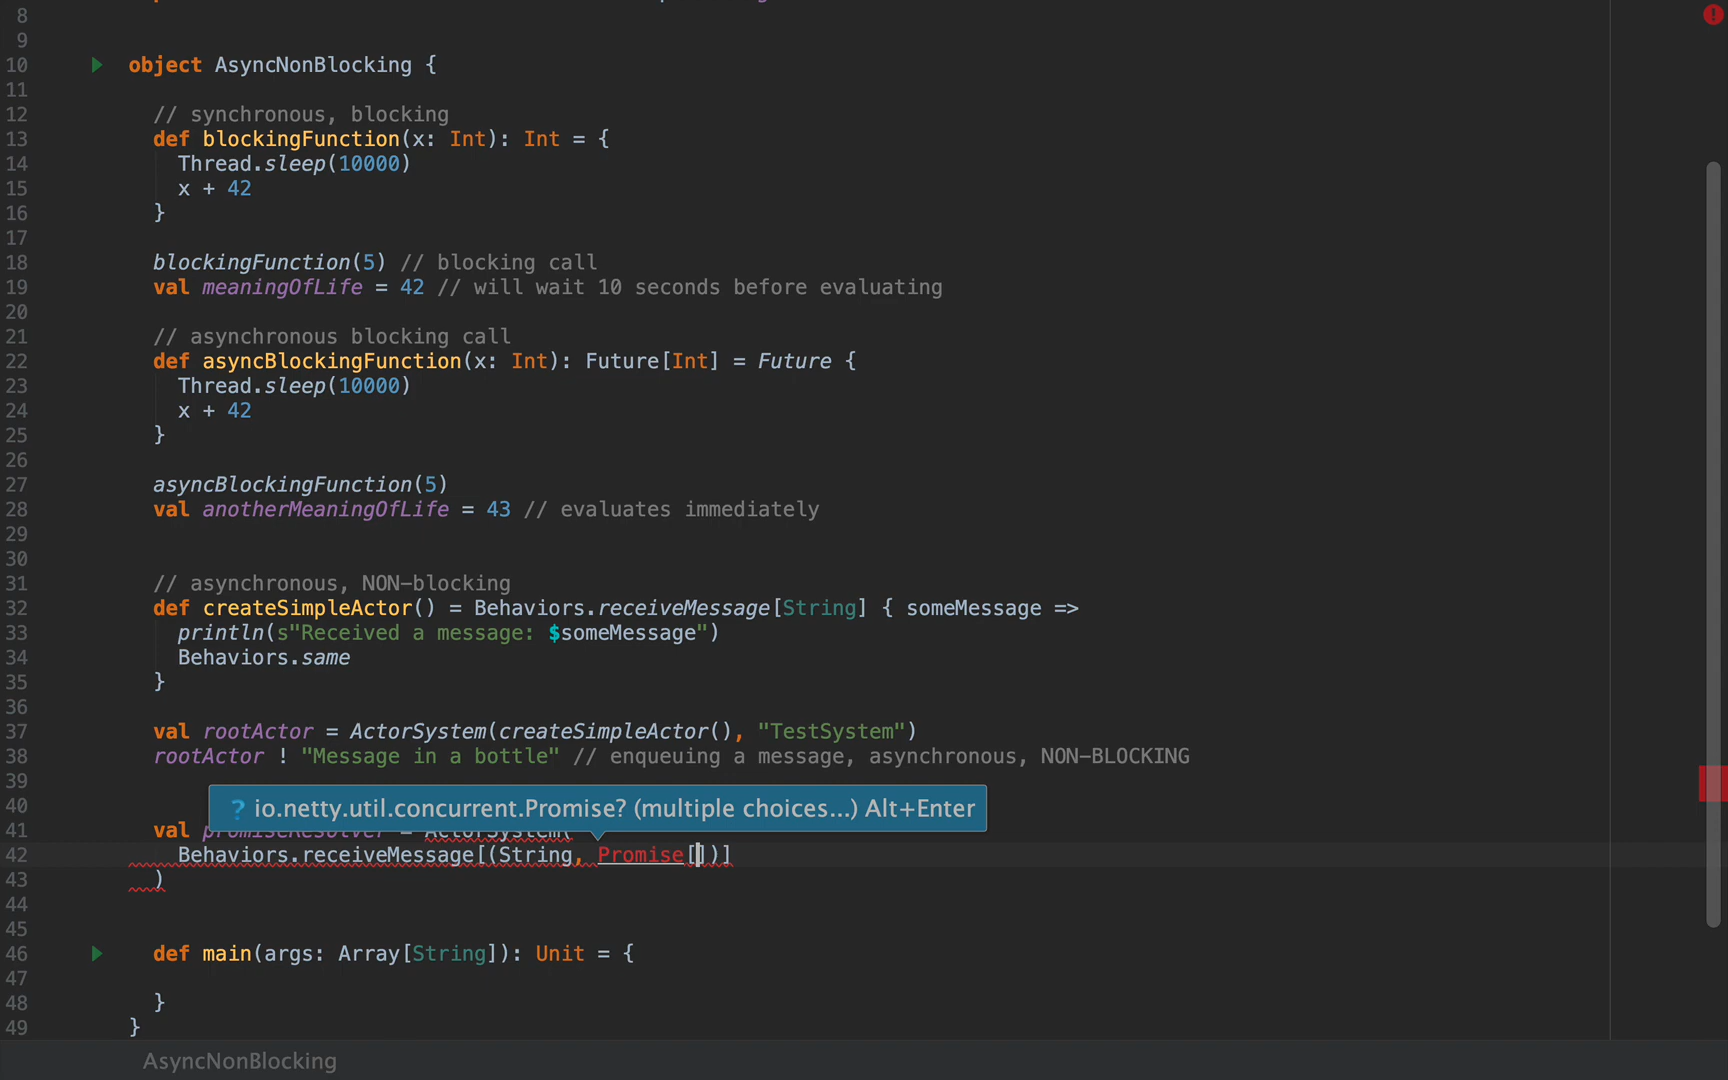 8
9
10 object AsyncNonBlocking {
11
12 // synchronous, blocking
13 def blockingFunction(x: Int): Int = {
14 Thread.sleep(10000)
15 x + 42
16 }
17
18 blockingFunction(5) // blocking call
19 val meaningOfLife = 42 // will wait 10 seconds before evaluating
20
21 // asynchronous blocking call
22 def asyncBlockingFunction(x: Int): Future[Int] = Future {
23 Thread.sleep(10000)
24 x + 42
25 }
26
27 asyncBlockingFunction(5)
28 val anotherMeaningOfLife = 43 // evaluates immediately
29
30
31 // asynchronous, NON-blocking
32 def createSimpleActor() = Behaviors.receiveMessage[String] { someMessage =>
33 println(s"Received a message: $someMessage")
34 Behaviors.same
35 }
36
37 val rootActor = ActorSystem(createSimpleActor(), "TestSystem")
38 rootActor ! "Message in a bottle" // enqueuing a message, asynchronous, NON-BLOCKING
39
40 ? io.netty.util.concurrent.Promise? (multiple choices...) Alt+Enter
41 val promiseResolver = ActorSystem(
42 Behaviors.receiveMessage[(String, Promise[])]
43 )
44
45
46 def main(args: Array[String]): Unit = {
47
48 }
49 }
AsyncNonBlocking